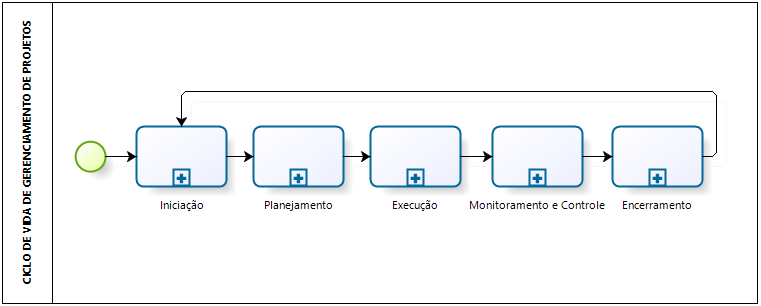 CICLO DE VIDA DE GERENCIAMENTO DE PROJETOS
Iniciação
Planejamento
Execução
Monitoramento e Controle
Encerramento